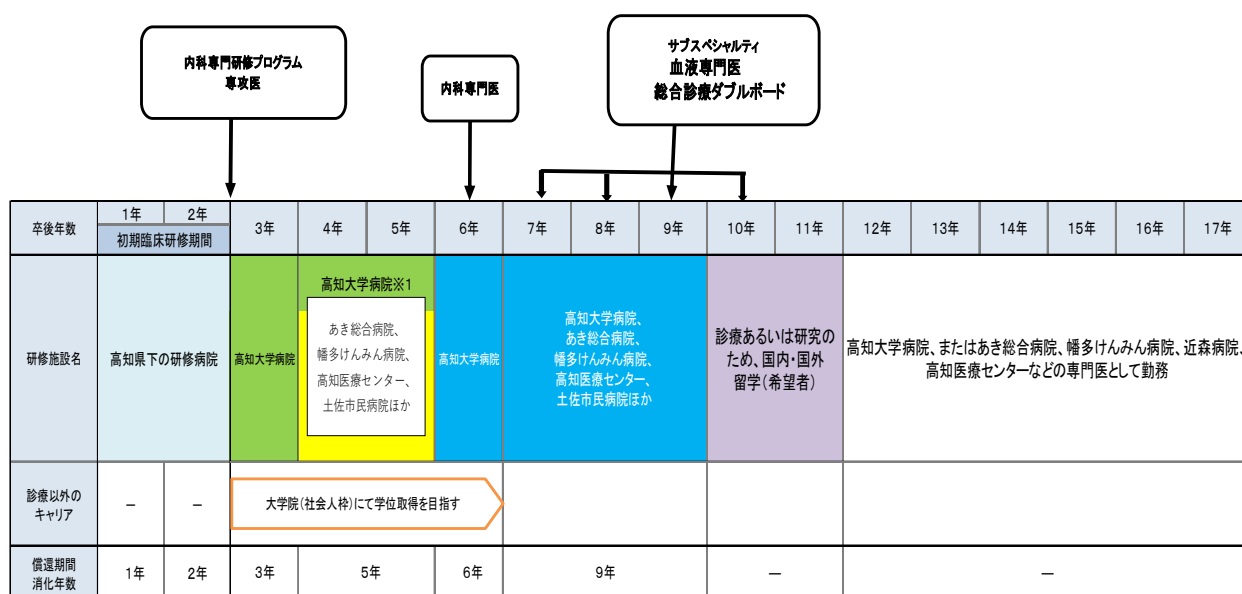 内科専門研修プログラム
専攻医
内科専門医
サブスペシャルティ
血液専門医
総合診療ダブルボード
卒後年数
1年
2年
初期臨床研修期間
3年
4年
5年
6年
7年
8年
9年
10年
11年
12年
13年
14年
15年
16年
17年
研修施設名
高知県下の研修病院
高知大学病院
高知大学病院※1
あき総合病院、
幡多けんみん病院、
高知医療センター、
土佐市民病院ほか
高知大学病院
高知大学病院、
あき総合病院、
幡多けんみん病院、
高知医療センター、
土佐市民病院ほか
診療あるいは研究の
ため、国内・国外
留学(希望者)
高知大学病院、またはあき総合病院、幡多けんみん病院、近森病院、
高知医療センターなどの専門医として勤務
診療以外の
キャリア
－
－
大学院(社会人枠)にて学位取得を目指す
償還期間
消化年数
1年
2年
3年
5年
6年
9年
－
－